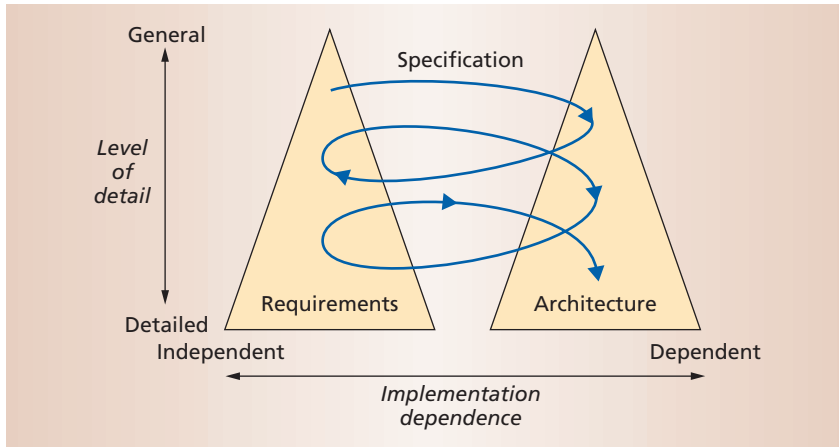 General
Specification
Level
of
detail
Requirements
Architecture
Detailed
Independent
Dependent
Implementation
dependence